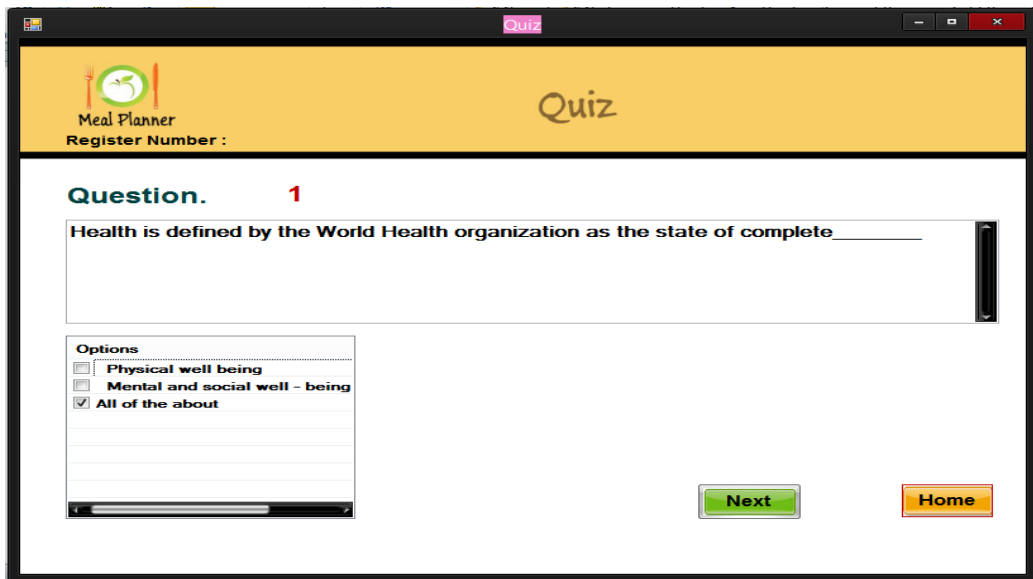 Quiz
Quiz
Meal Planner
Register Number :
Question. 1
Health is defined by the World Health organization as the state of complete________
Options
Physical well being
Mental and social well - being
All of the about
Next
Home